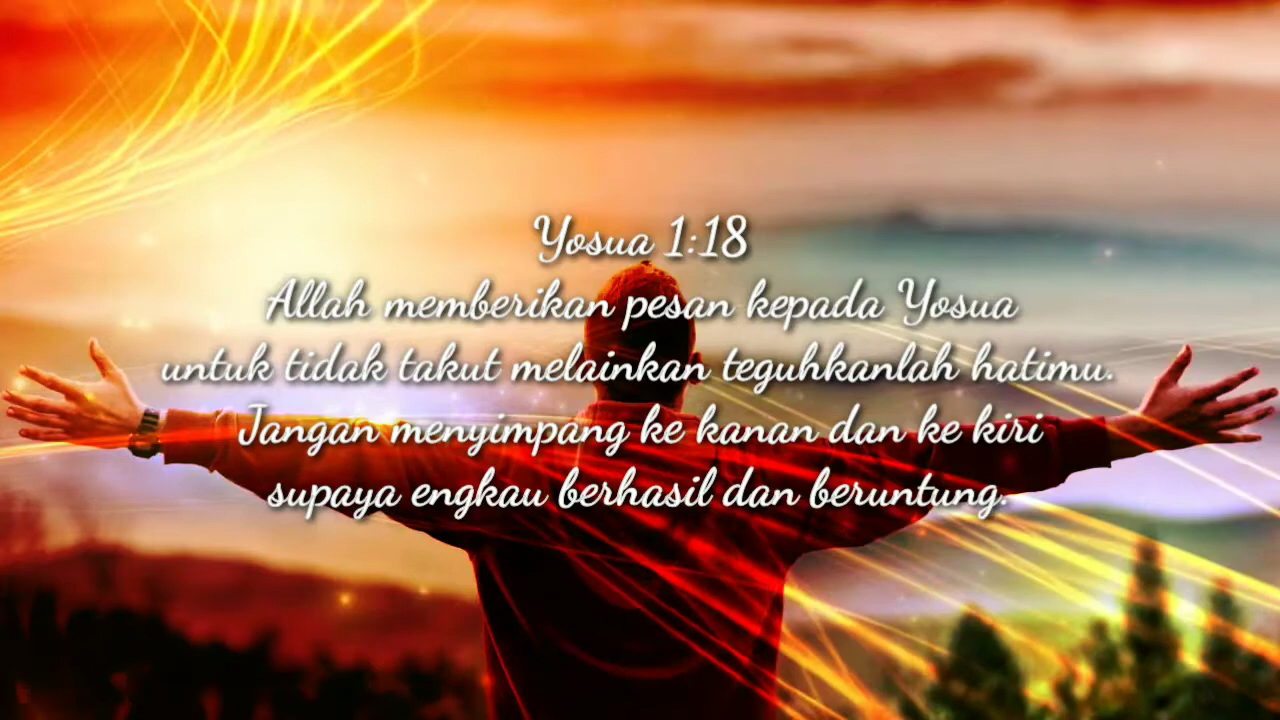 Yosua 1:18
Allah memberikan pesan kepada Yosua
untuk tidak takut melainkan teguhkanlah hatimu.
Jangan menyimpang ke kanan dan ke kiri
supaya engkau berhasil dan beruntung.